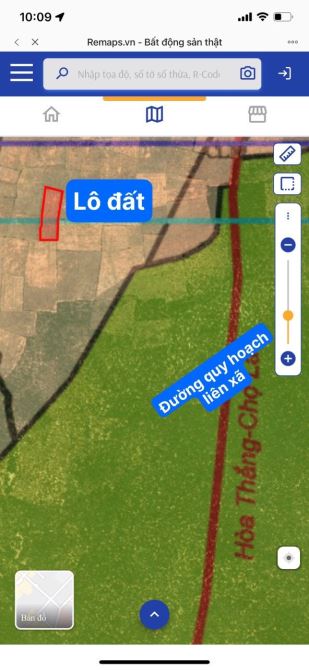 10:09
Remaps.vn - Bất động sản thật
Nhập tọa độ, số tờ số thửa, R-Code
Lô đất
Đường quy hoạch
liên xã
Hòa Thắng-Chợ
Bản đồ